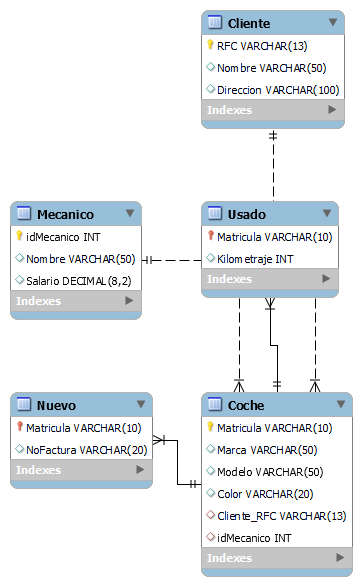 Cliente
RFC VARCHAR(13)
Nombre VARCHAR(50)
Direccion VARCHAR(100)
Indexes
Mecanico
idMecanico INT
Nombre VARCHAR(50)
Salario DECIMAL(8,2)
Indexes
Usado
Matricula VARCHAR(10)
Kilometraje INT
Indexes
Nuevo
Matricula VARCHAR(10)
NoFactura VARCHAR(20)
Indexes
Coche
Matricula VARCHAR(10)
Marca VARCHAR(50)
Modelo VARCHAR(50)
Color VARCHAR(20)
Cliente_RFC VARCHAR(13)
idMecanico INT
Indexes